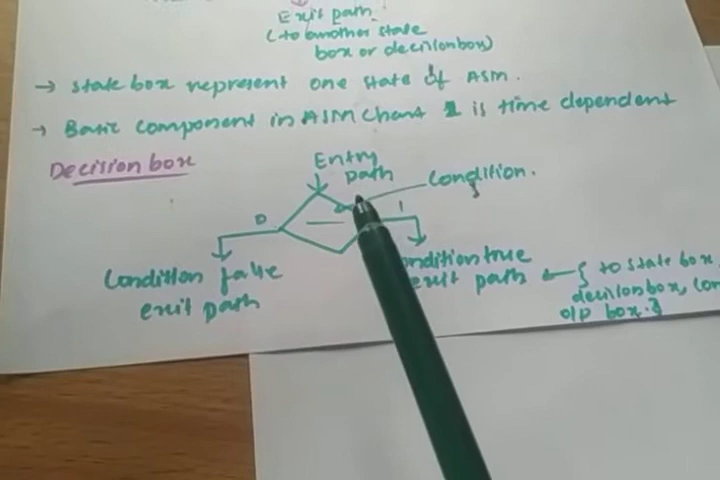 Exit path
(to another state
box or decision box)
→ state box represent one state of ASM.
→ Basic component in ASM Chart & is time dependent
Decision box
Entry
path
Condition.
0
1
Condition false
exit path
ondition true
exit path ← { to state box,
decision box, con
o/p box. }